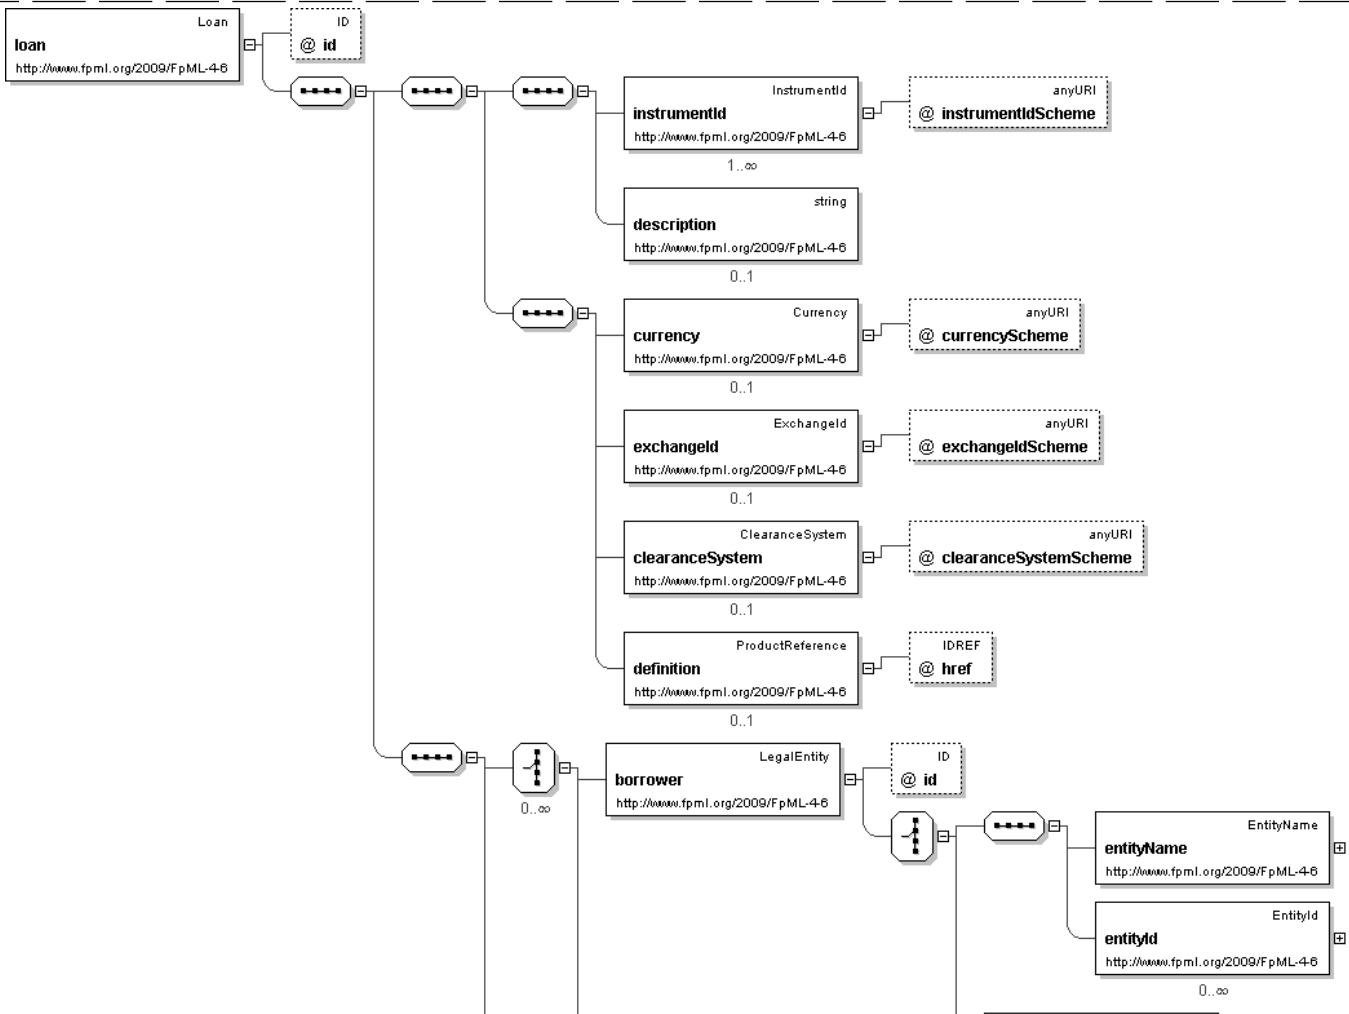 Loan
loan
http://www.fpml.org/2009/FpML-4-6
ID
@ id
InstrumentId
instrumentId
http://www.fpml.org/2009/FpML-4-6
1..∞
anyURI
@ instrumentIdScheme
string
description
http://www.fpml.org/2009/FpML-4-6
0..1
Currency
currency
http://www.fpml.org/2009/FpML-4-6
0..1
anyURI
@ currencyScheme
ExchangeId
exchangeId
http://www.fpml.org/2009/FpML-4-6
0..1
anyURI
@ exchangeIdScheme
ClearanceSystem
clearanceSystem
http://www.fpml.org/2009/FpML-4-6
0..1
anyURI
@ clearanceSystemScheme
ProductReference
definition
http://www.fpml.org/2009/FpML-4-6
0..1
IDREF
@ href
0..∞
LegalEntity
borrower
http://www.fpml.org/2009/FpML-4-6
ID
@ id
EntityName
entityName
http://www.fpml.org/2009/FpML-4-6
EntityId
entityId
http://www.fpml.org/2009/FpML-4-6
0..∞